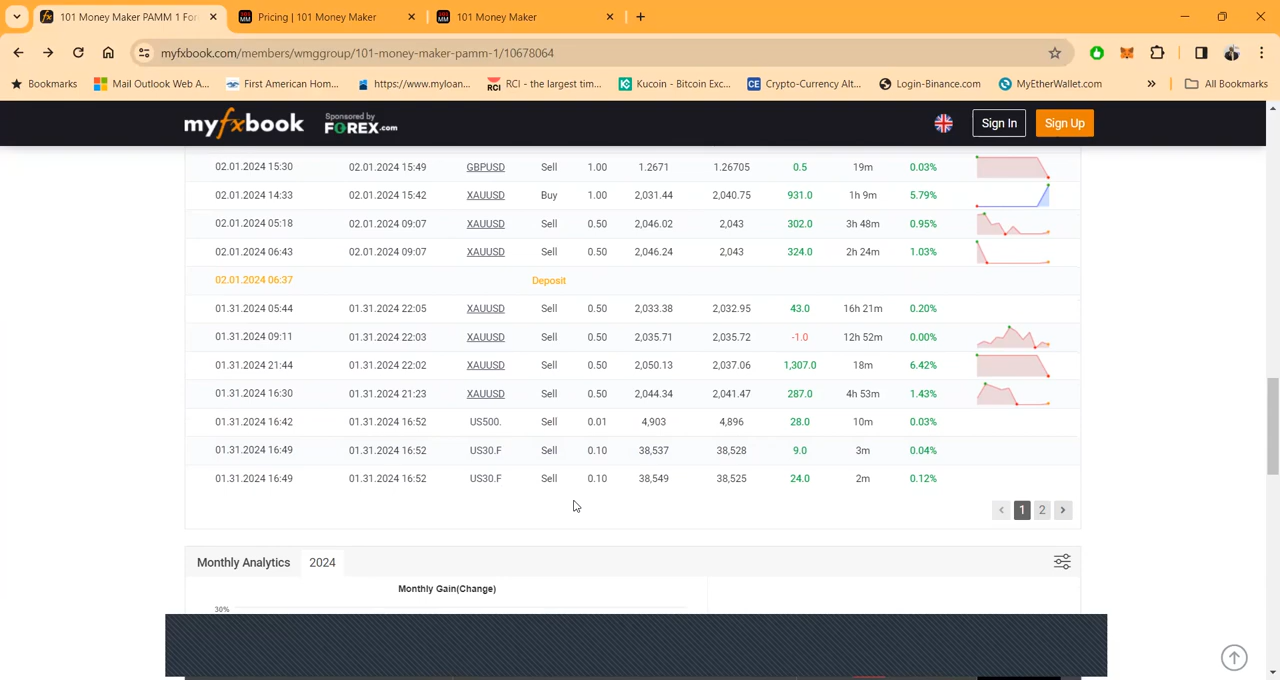 101 Money Maker PAMM 1 For
Pricing | 101 Money Maker
101 Money Maker
myfxbook.com/members/wmggroup/101-money-maker-pamm-1/10678064
Bookmarks Mail Outlook Web A... First American Hom... https://www.myloan... RCI - the largest tim... Kucoin - Bitcoin Exc... Crypto-Currency Alt... Login-Binance.com MyEtherWallet.com » All Bookmarks
myfxbook Sponsored by FOREX.com Sign In Sign Up
02.01.2024 15:30 02.01.2024 15:49 GBPUSD Sell 1.00 1.2671 1.26705 0.5 19m 0.03%
02.01.2024 14:33 02.01.2024 15:42 XAUUSD Buy 1.00 2,031.44 2,040.75 931.0 1h 9m 5.79%
02.01.2024 05:18 02.01.2024 09:07 XAUUSD Sell 0.50 2,046.02 2,043 302.0 3h 48m 0.95%
02.01.2024 06:43 02.01.2024 09:07 XAUUSD Sell 0.50 2,046.24 2,043 324.0 2h 24m 1.03%
02.01.2024 06:37 Deposit
01.31.2024 05:44 01.31.2024 22:05 XAUUSD Sell 0.50 2,033.38 2,032.95 43.0 16h 21m 0.20%
01.31.2024 09:11 01.31.2024 22:03 XAUUSD Sell 0.50 2,035.71 2,035.72 -1.0 12h 52m 0.00%
01.31.2024 21:44 01.31.2024 22:02 XAUUSD Sell 0.50 2,050.13 2,037.06 1,307.0 18m 6.42%
01.31.2024 16:30 01.31.2024 21:23 XAUUSD Sell 0.50 2,044.34 2,041.47 287.0 4h 53m 1.43%
01.31.2024 16:42 01.31.2024 16:52 US500. Sell 0.01 4,903 4,896 28.0 10m 0.03%
01.31.2024 16:49 01.31.2024 16:52 US30.F Sell 0.10 38,537 38,528 9.0 3m 0.04%
01.31.2024 16:49 01.31.2024 16:52 US30.F Sell 0.10 38,549 38,525 24.0 2m 0.12%
‹ 1 2 ›
Monthly Analytics 2024
Monthly Gain(Change)
30%